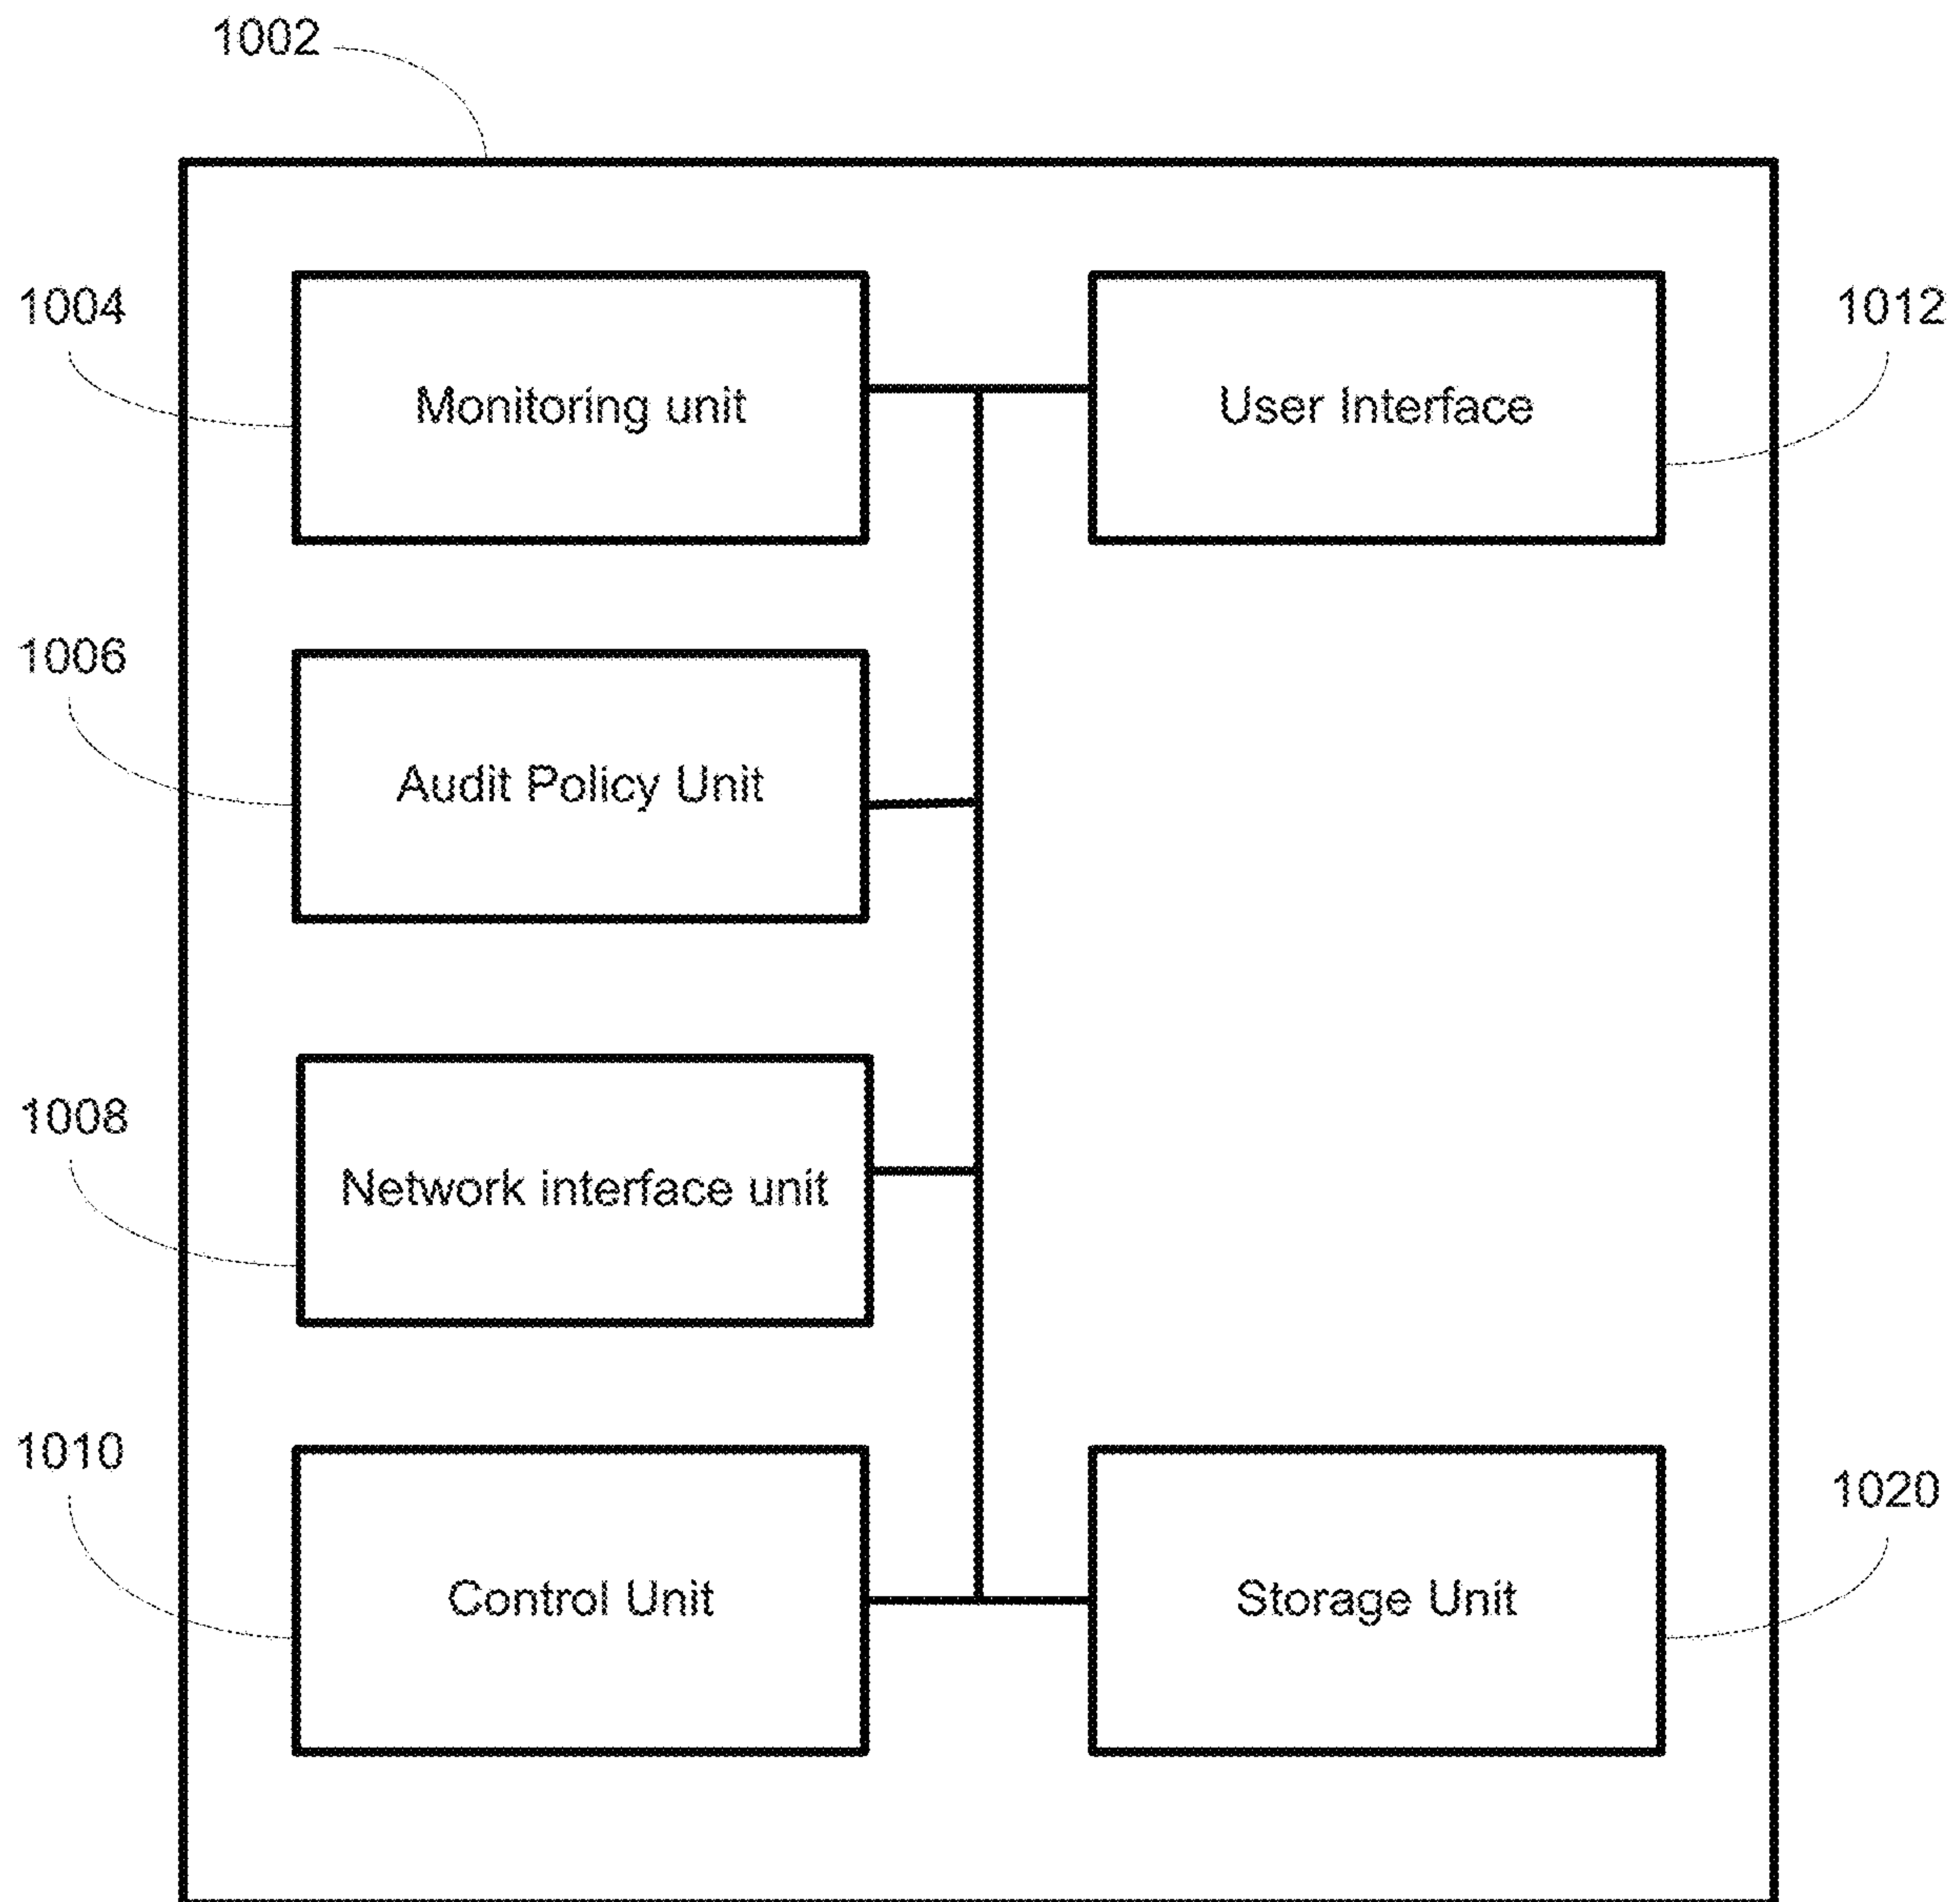 1002
1004
Monitoring unit
User Interface
1012
1006
Audit Policy Unit
1008
Network interface unit
1010
Control Unit
Storage Unit
1020